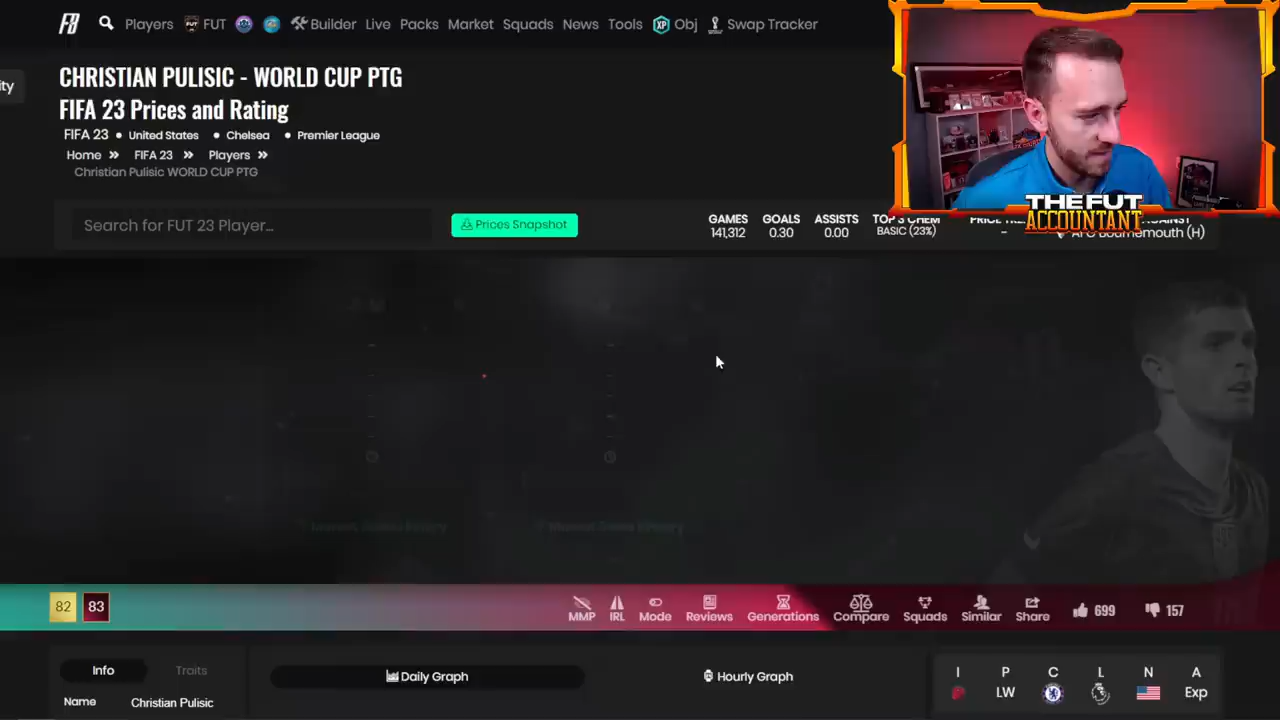 FB Players FUT Builder Live Packs Market Squads News Tools XP Obj Swap Tracker
ty
CHRISTIAN PULISIC - WORLD CUP PTG
FIFA 23 Prices and Rating
FIFA 23 • United States • Chelsea • Premier League
Home » FIFA 23 » Players »
Christian Pulisic WORLD CUP PTG
Search for FUT 23 Player...
Prices Snapshot
GAMES GOALS ASSISTS
141,312 0.30 0.00 BASIC (23%) AFC Bournemouth (H)
THE FUT
ACCOUNTANT
82 83
MMP IRL Mode Reviews Generations Compare Squads Similar Share 699 157
Info Traits Daily Graph Hourly Graph
I P C L N A
LW Exp
Name Christian Pulisic